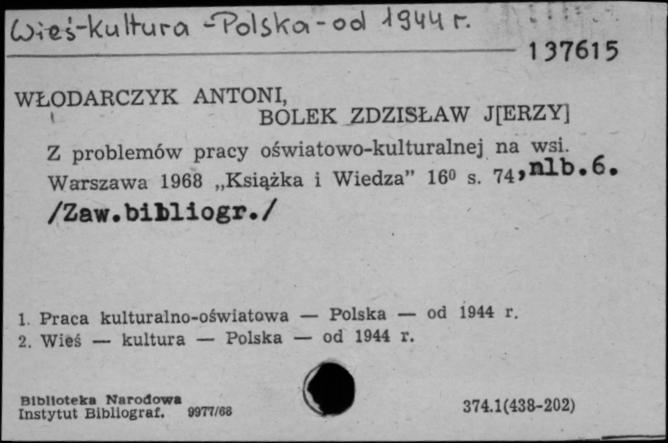 Wieś-kultura - Polska - od 1944 r.
137615
WŁODARCZYK ANTONI,
BOLEK ZDZISŁAW J[ERZY]
Z problemów pracy oświatowo-kulturalnej na wsi.
Warszawa 1968 „Książka i Wiedza” 16⁰ s. 74, nlb.6.
/Zaw.bibliogr./
1. Praca kulturalno-oświatowa — Polska — od 1944 r.
2. Wieś — kultura — Polska — od 1944 r.
Biblioteka Narodowa
Instytut Bibliograf. 9977/68
374.1(438-202)